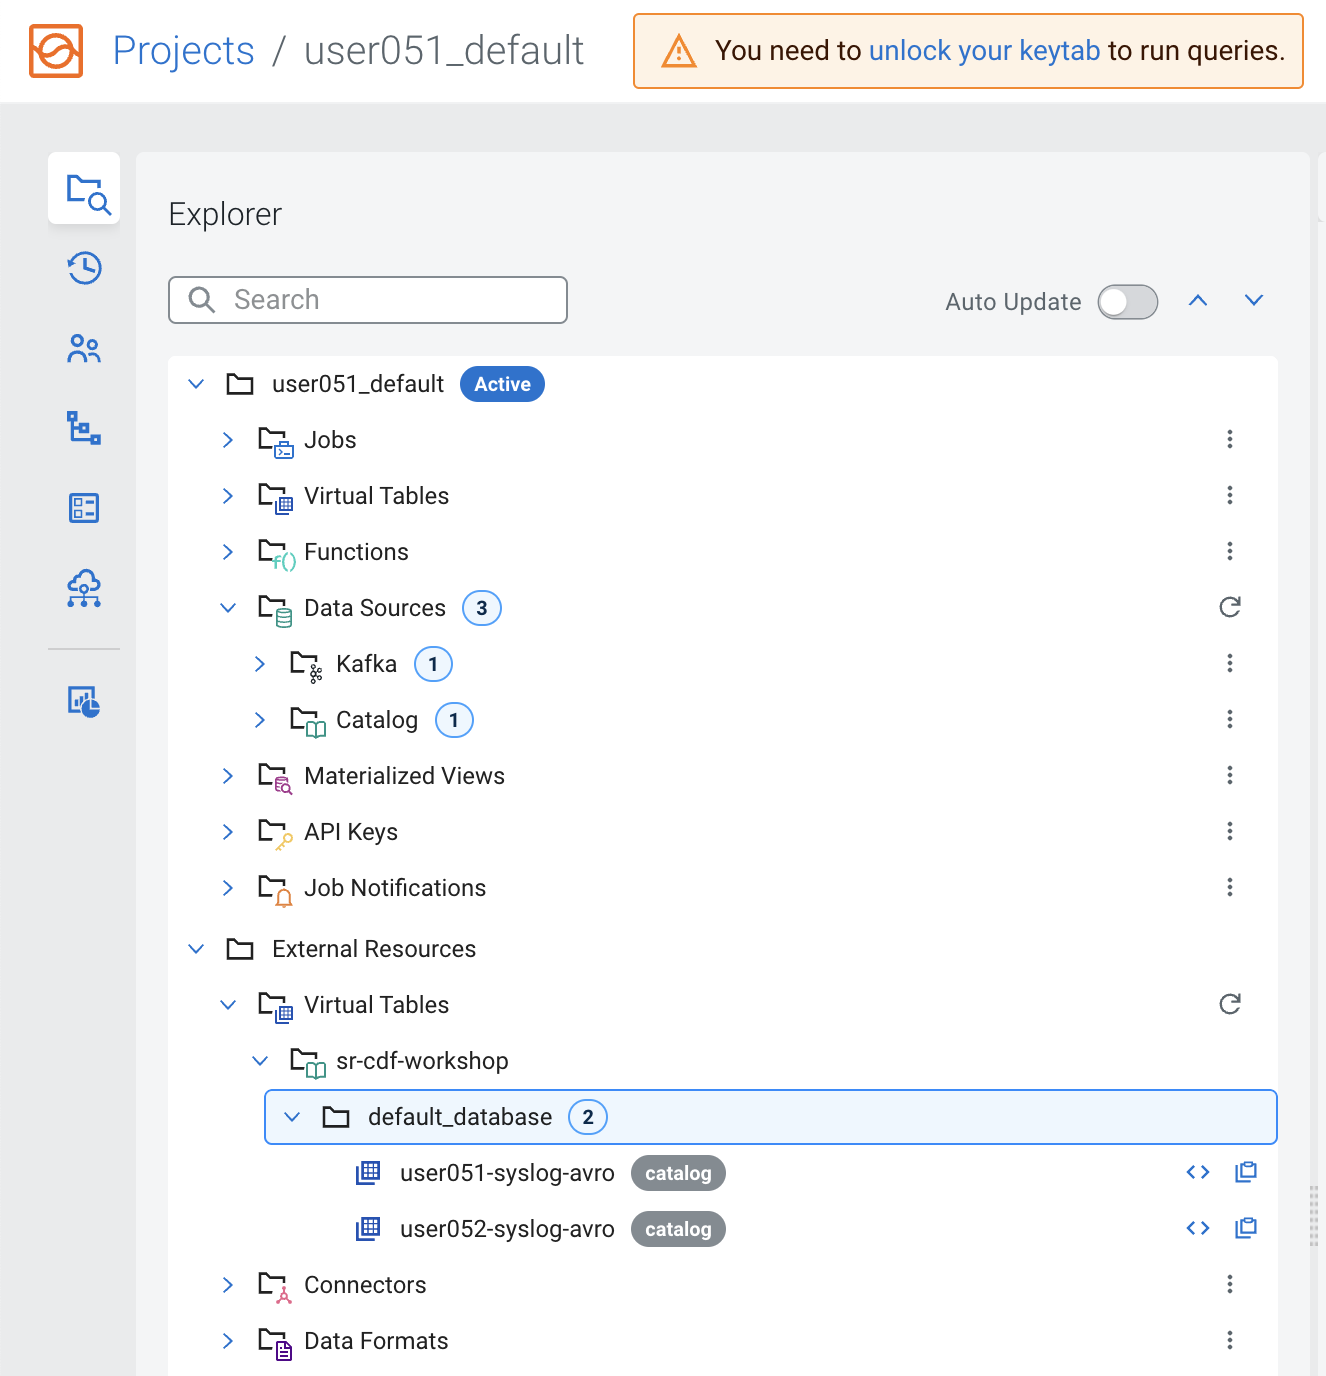 Projects / user051_default
You need to unlock your keytab to run queries.
Explorer
Search
Auto Update
user051_default Active
Jobs
Virtual Tables
f() Functions
Data Sources 3
Kafka 1
Catalog 1
Materialized Views
API Keys
Job Notifications
External Resources
Virtual Tables
sr-cdf-workshop
default_database 2
user051-syslog-avro catalog
user052-syslog-avro catalog
Connectors
Data Formats